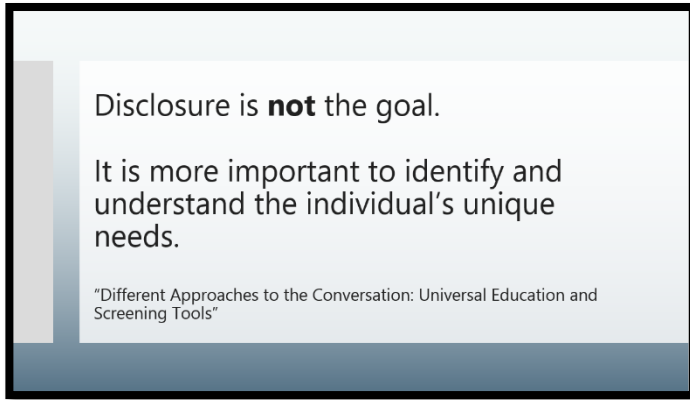 Disclosure is not the goal.
It is more important to identify and
understand the individual's unique
needs.
"Different Approaches to the Conversation: Universal Education and
Screening Tools"